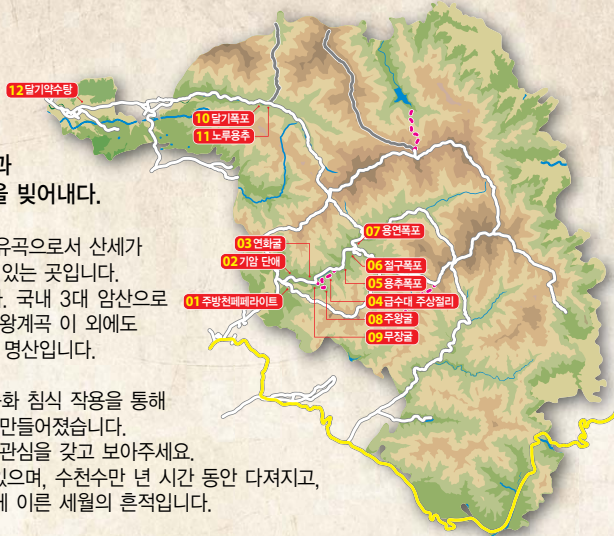 12 달기약수탕
10 달기폭포
11 노루용추
과
을 빚어내다.
유곡으로서 산세가
있는 곳입니다.
국내 3대 암산으로
왕계곡 이 외에도
명산입니다.
화 침식 작용을 통해
만들어졌습니다.
관심을 갖고 보아주세요.
있으며, 수천수만 년 시간 동안 다져지고,
에 이른 세월의 흔적입니다.
07 용연폭포
03 연화굴
02 기암 단애
06 절구폭포
05 용추폭포
01 주방천페페라이트
04 급수대 주상절리
08 주왕굴
09 무장굴